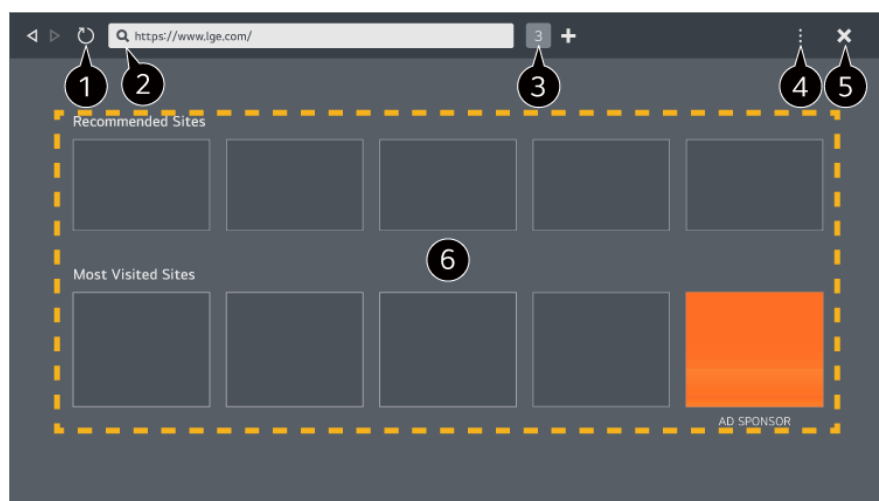 https://www.lge.com/ 3
1 2 3 4 5
Recommended Sites
6
Most Visited Sites
AD SPONSOR